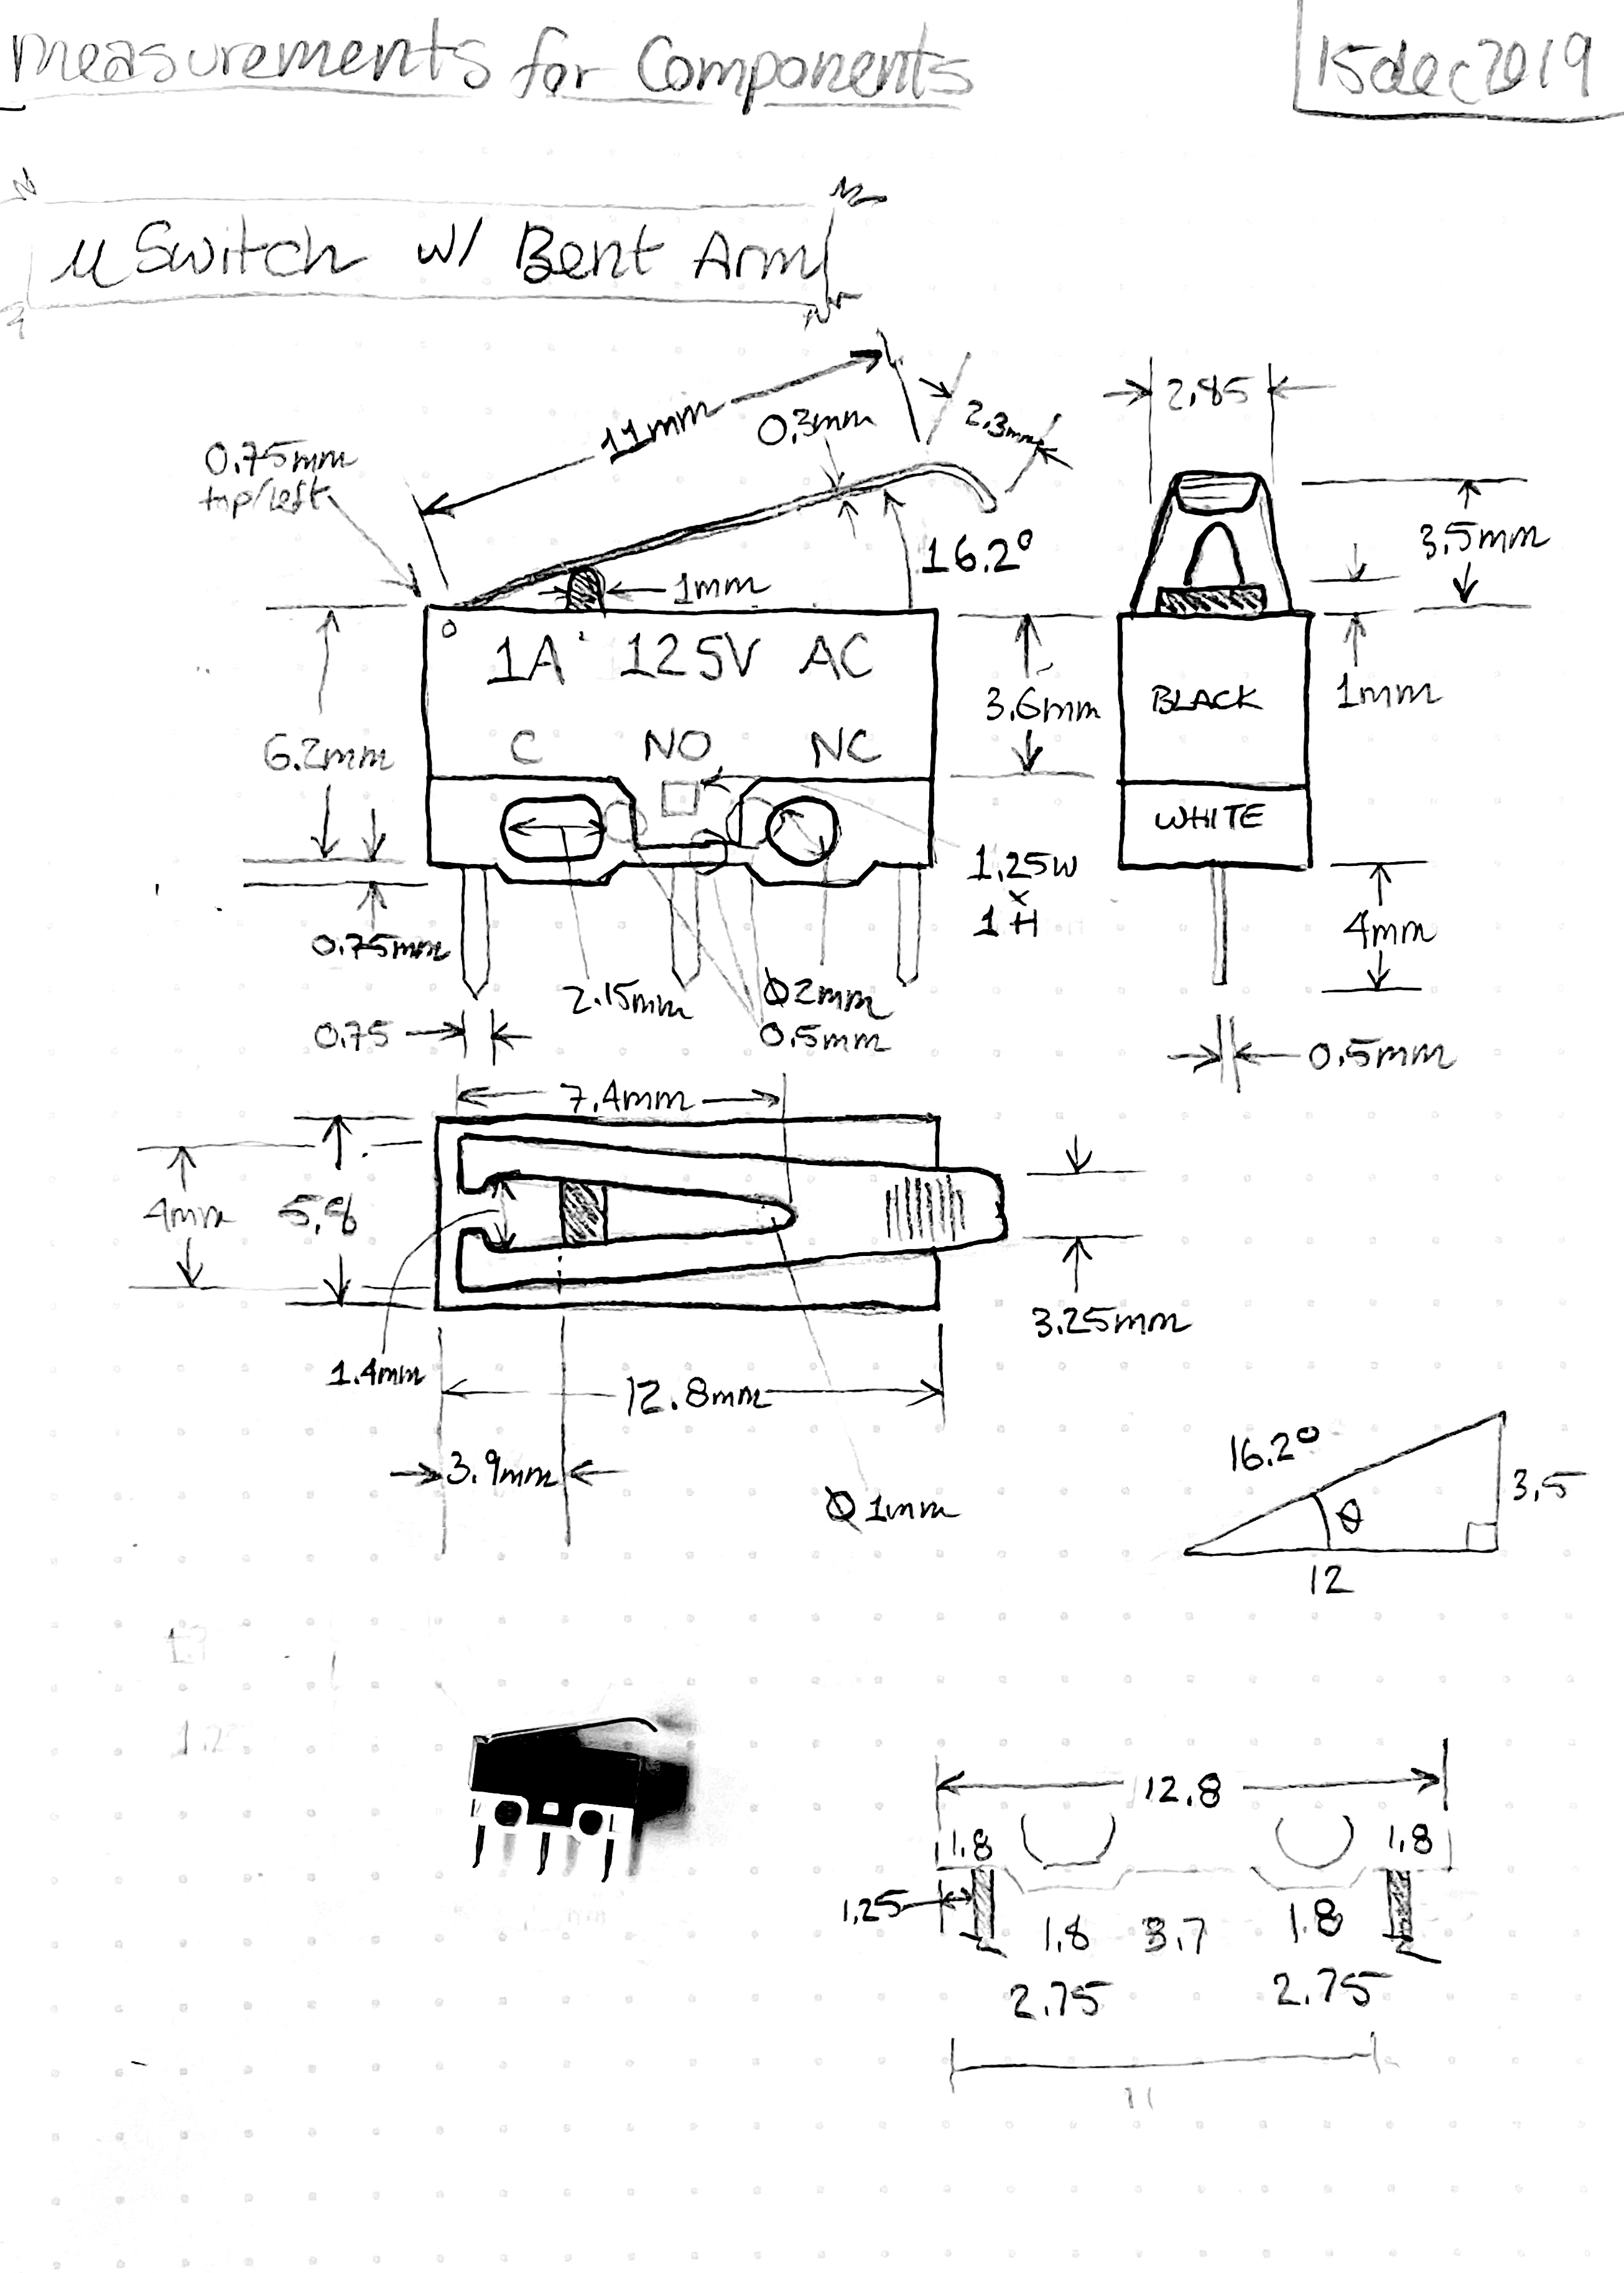 measurements for Components
15dec2019
μ Switch w/ Bent Arm
11mm
0.3mm
2.3mm
2.85
0.75mm
top/left
3.5mm
16.2°
1mm
1A 125V AC
BLACK
1mm
3.6mm
C NO NC
6.2mm
WHITE
1.25W
x
1H
4mm
0.75mm
2.15mm
Ø2mm
0.5mm
0.75
0.5mm
7.4mm
4mm
5.8
3.25mm
1.4mm
12.8mm
3.9mm
Ø1mm
16.2°
3.5
θ
12
12.8
1.8
1.8
1.25
1.8 3.7 1.8
2.75 2.75
11